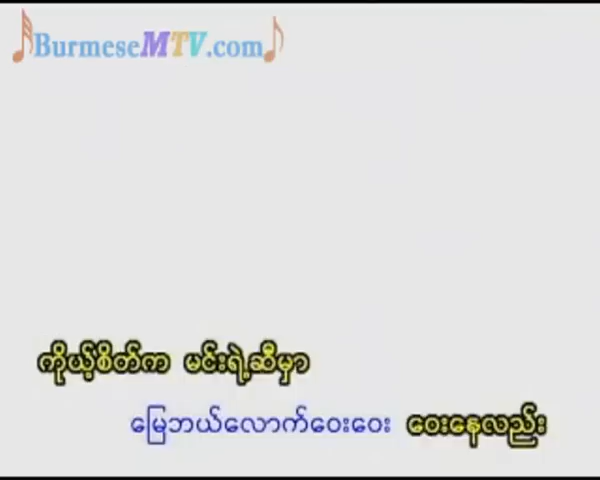 BurmeseMTV.com
ကိုယ့်စိတ်က မင်းရဲ့ဆီမှာ
မြေဘယ်လောက်ဝေးဝေး ဝေးနေလည်း